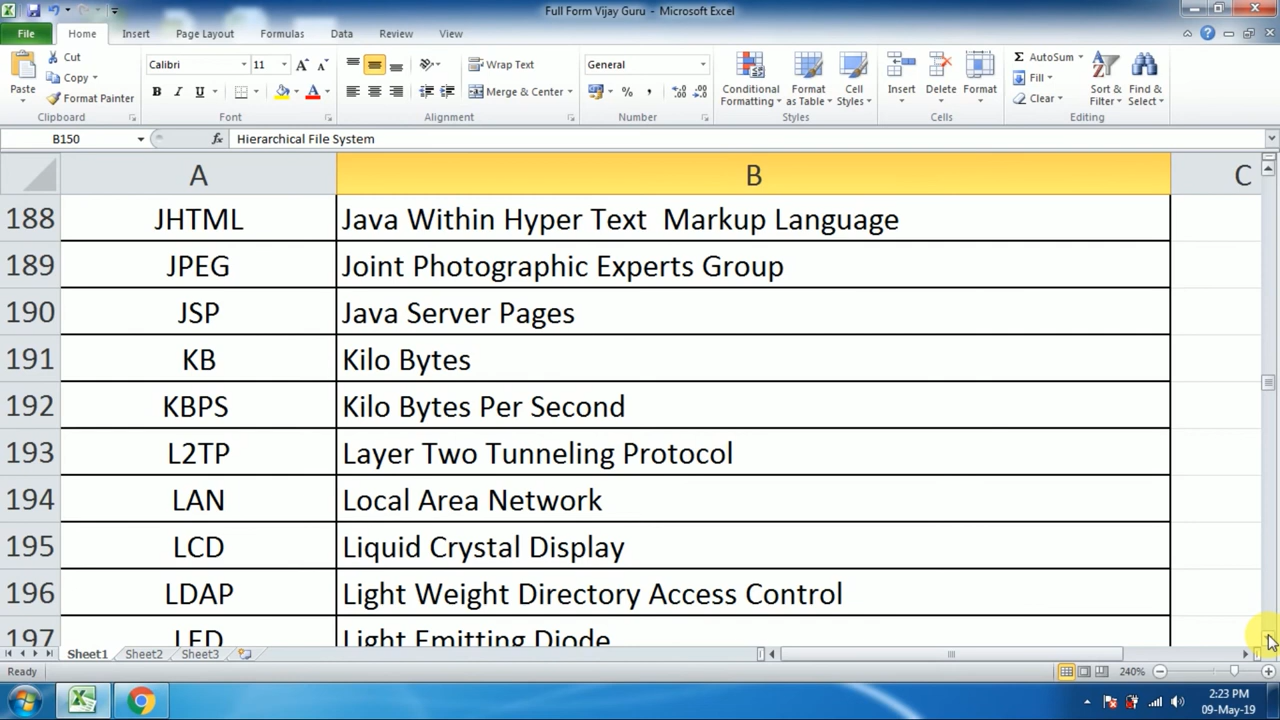 Full Form Vijay Guru - Microsoft Excel
File Home Insert Page Layout Formulas Data Review View
Paste
Cut
Copy
Format Painter
Clipboard
Calibri 11
B I U A
Font
Wrap Text
Merge & Center
Alignment
General
%
Number
Conditional Formatting
Format as Table
Cell Styles
Styles
Insert
Delete
Format
Cells
AutoSum
Fill
Clear
Sort & Filter
Find & Select
Editing
B150 fx Hierarchical File System
A B C
188 JHTML Java Within Hyper Text  Markup Language
189 JPEG Joint Photographic Experts Group
190 JSP Java Server Pages
191 KB Kilo Bytes
192 KBPS Kilo Bytes Per Second
193 L2TP Layer Two Tunneling Protocol
194 LAN Local Area Network
195 LCD Liquid Crystal Display
196 LDAP Light Weight Directory Access Control
197 LED Light Emitting Diode
Sheet1 Sheet2 Sheet3
Ready 240%
2:23 PM
09-May-19